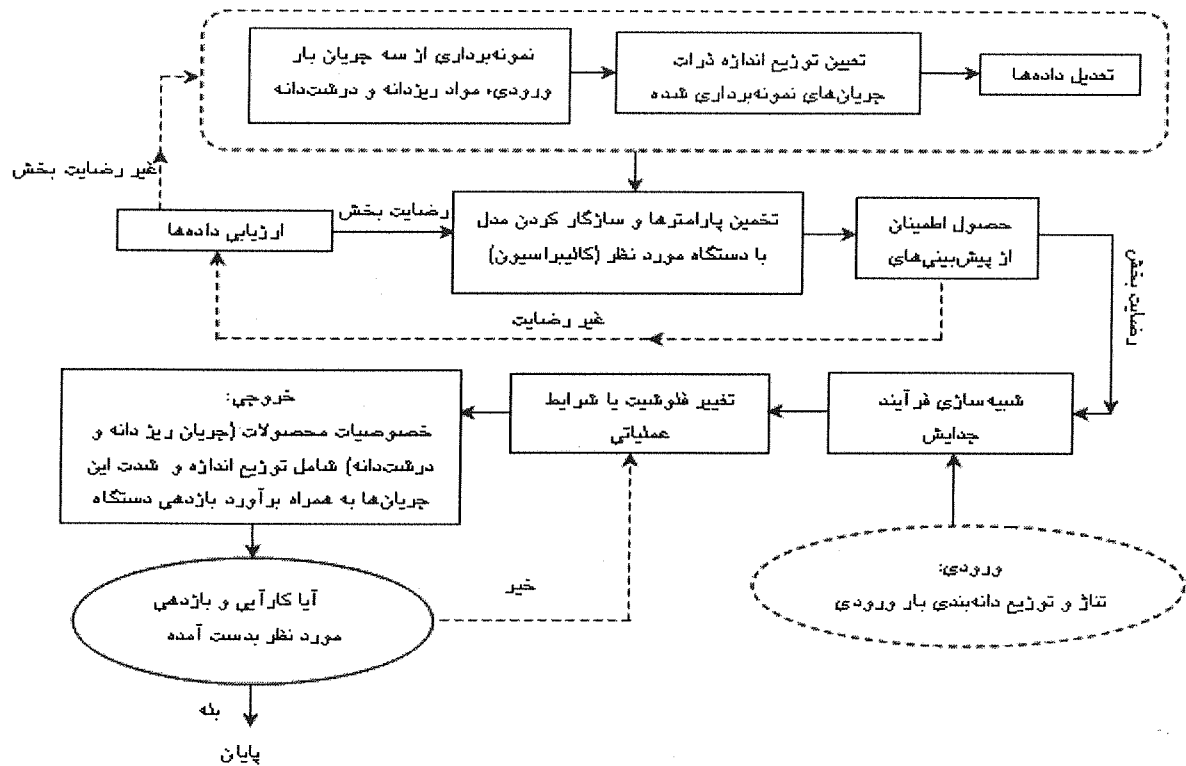 نمونه‌برداری از سه جریان بار
ورودی، مواد ریزدانه و درشت‌دانه
تعیین توزیع اندازه ذرات
جریان‌های نمونه‌برداری شده
تعدیل داده‌ها
غیر رضایت بخش
ارزیابی داده‌ها
رضایت بخش
تخمین پارامترها و سازگار کردن مدل
با دستگاه مورد نظر (کالیبراسیون)
حصول اطمینان
از پیش‌بینی‌های
رضایت بخش
غیر رضایت
شبیه‌سازی فرآیند
جدایش
تغییر فلوشیت یا شرایط
عملیاتی
خروجی:
خصوصیات محصولات (جریان ریز دانه و
درشت‌دانه) شامل توزیع اندازه و شدت این
جریان‌ها به همراه برآورد بازدهی دستگاه
ورودی:
تناژ و توزیع دانه‌بندی بار ورودی
آیا کارآیی و بازدهی
مورد نظر بدست آمده
خیر
بله
پایان